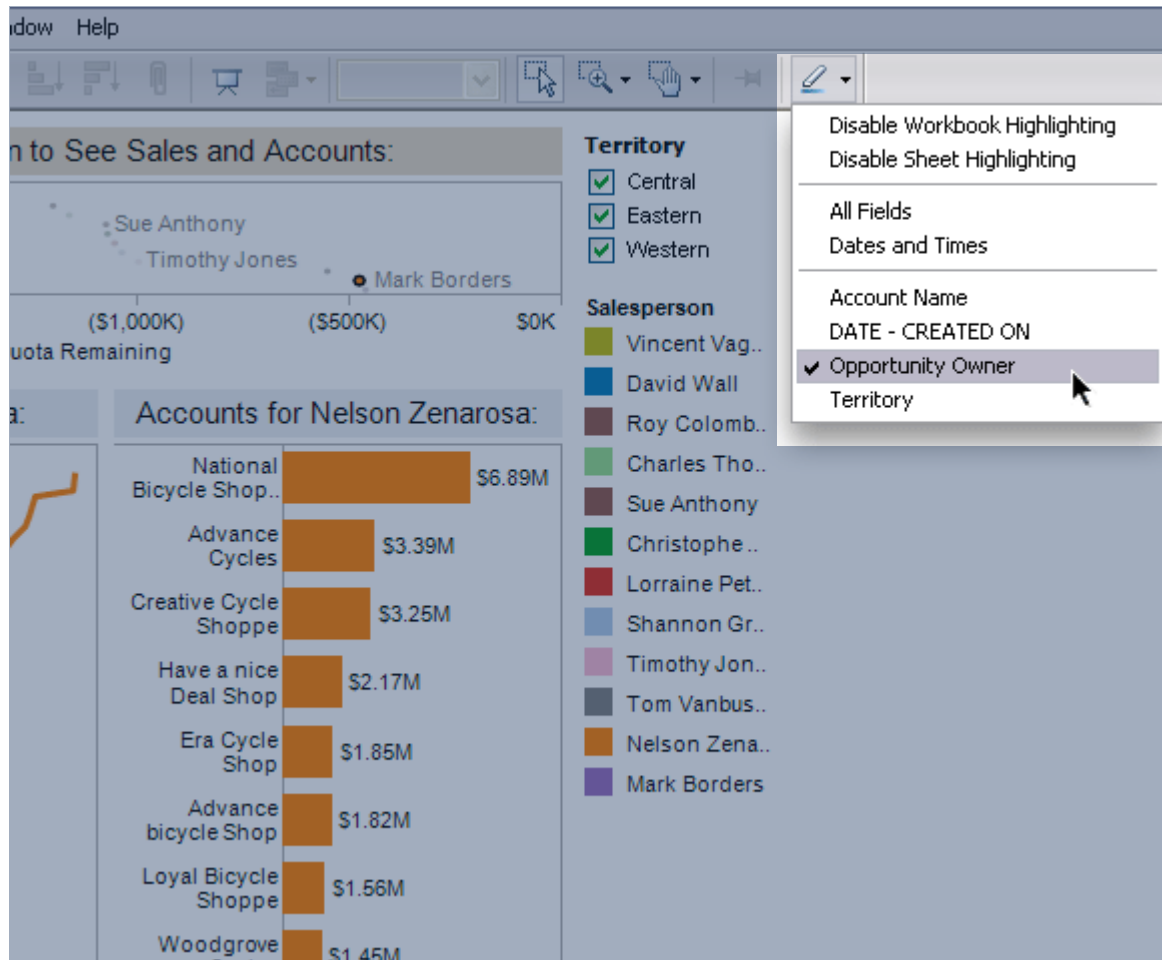 Help
Disable Workbook Highlighting
Disable Sheet Highlighting
All Fields
Dates and Times
Account Name
DATE - CREATED ON
Opportunity Owner
Territory
to See Sales and Accounts:
Sue Anthony
Timothy Jones
Mark Borders
($1,000K)
($500K)
$0K
Remaining
Territory
Central
Eastern
Western
Salesperson
Vincent Vag..
David Wall
Roy Colomb..
Charles Tho..
Sue Anthony
Christophe..
Lorraine Pet..
Shannon Gr..
Timothy Jon..
Tom Vanbus..
Nelson Zena..
Mark Borders
Accounts for Nelson Zenarosa:
National
Bicycle Shop..
$6.89M
Advance
Cycles
$3.39M
Creative Cycle
Shoppe
$3.25M
Have a nice
Deal Shop
$2.17M
Era Cycle
Shop
$1.85M
Advance
bicycle Shop
$1.82M
Loyal Bicycle
Shoppe
$1.56M
Woodgrove
$1.45M